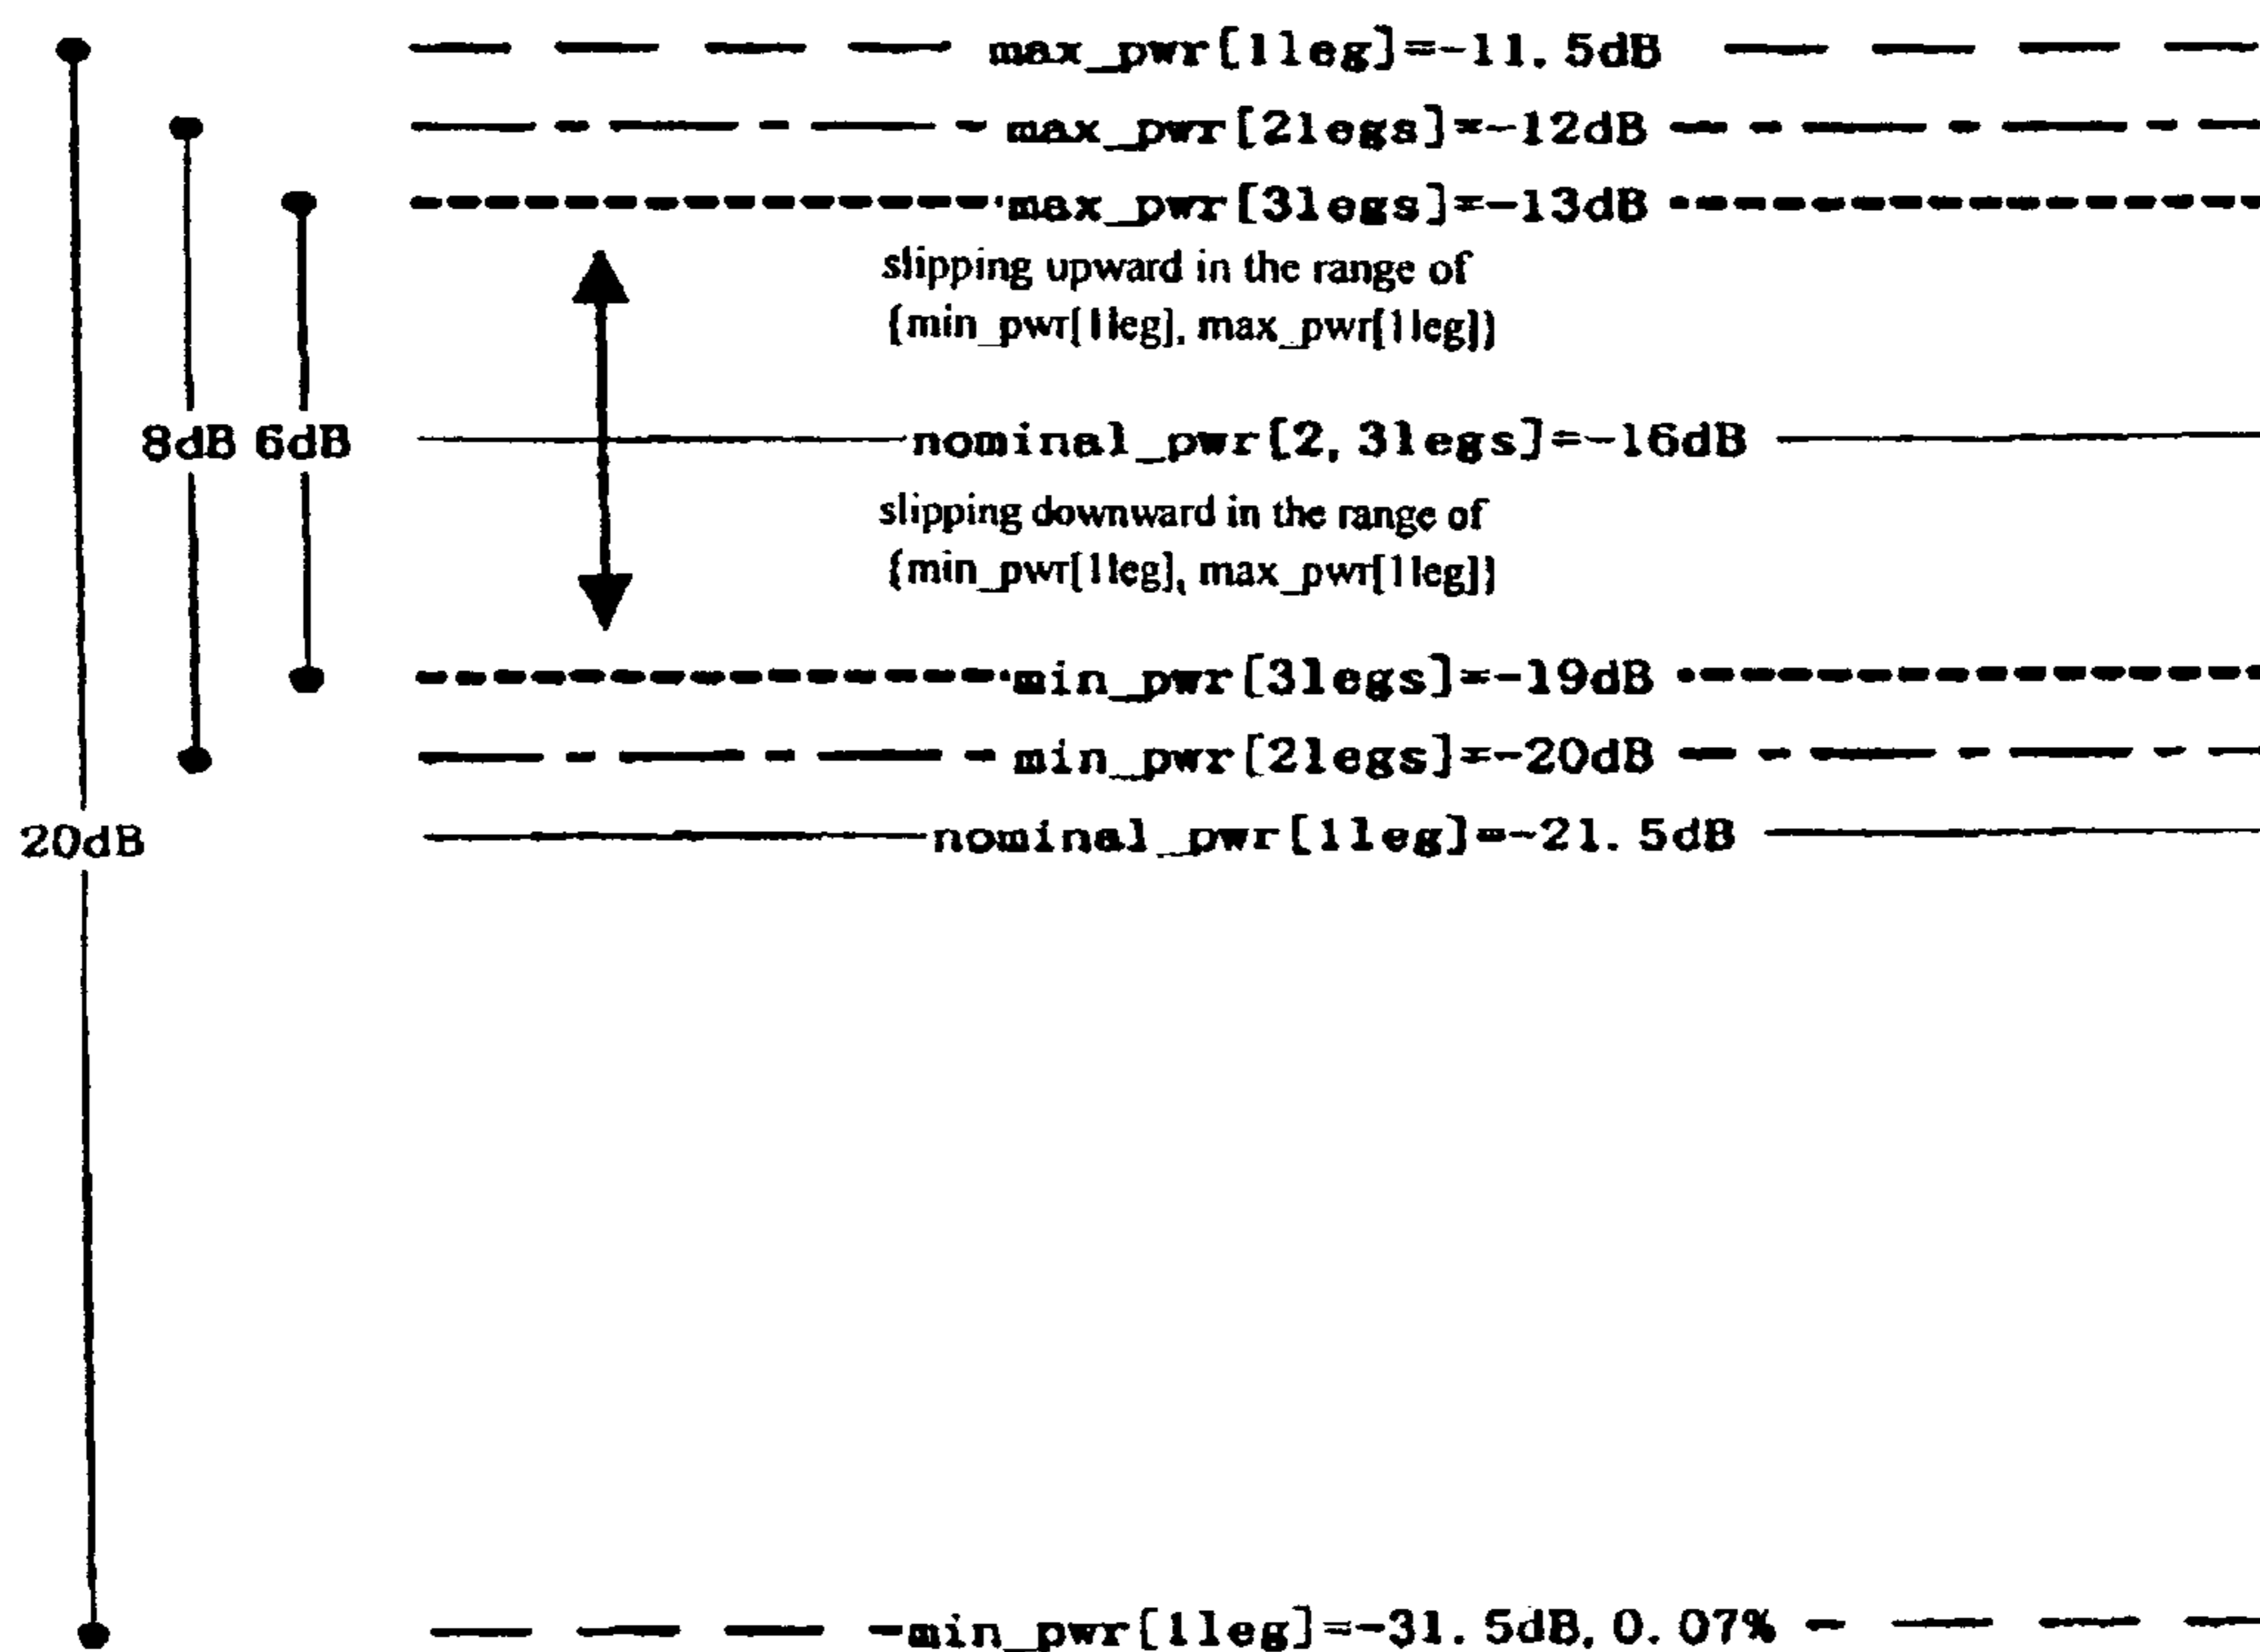 max_pwr[1leg]=-11.5dB
max_pwr[2legs]=-12dB
max_pwr[3legs]=-13dB
slipping upward in the range of
{min_pwr[1leg], max_pwr[1leg]}
8dB 6dB nominal_pwr[2,3legs]=-16dB
slipping downward in the range of
{min_pwr[1leg], max_pwr[1leg]}
min_pwr[3legs]=-19dB
min_pwr[2legs]=-20dB
20dB nominal_pwr[1leg]=-21.5dB
min_pwr[1leg]=-31.5dB, 0.07%